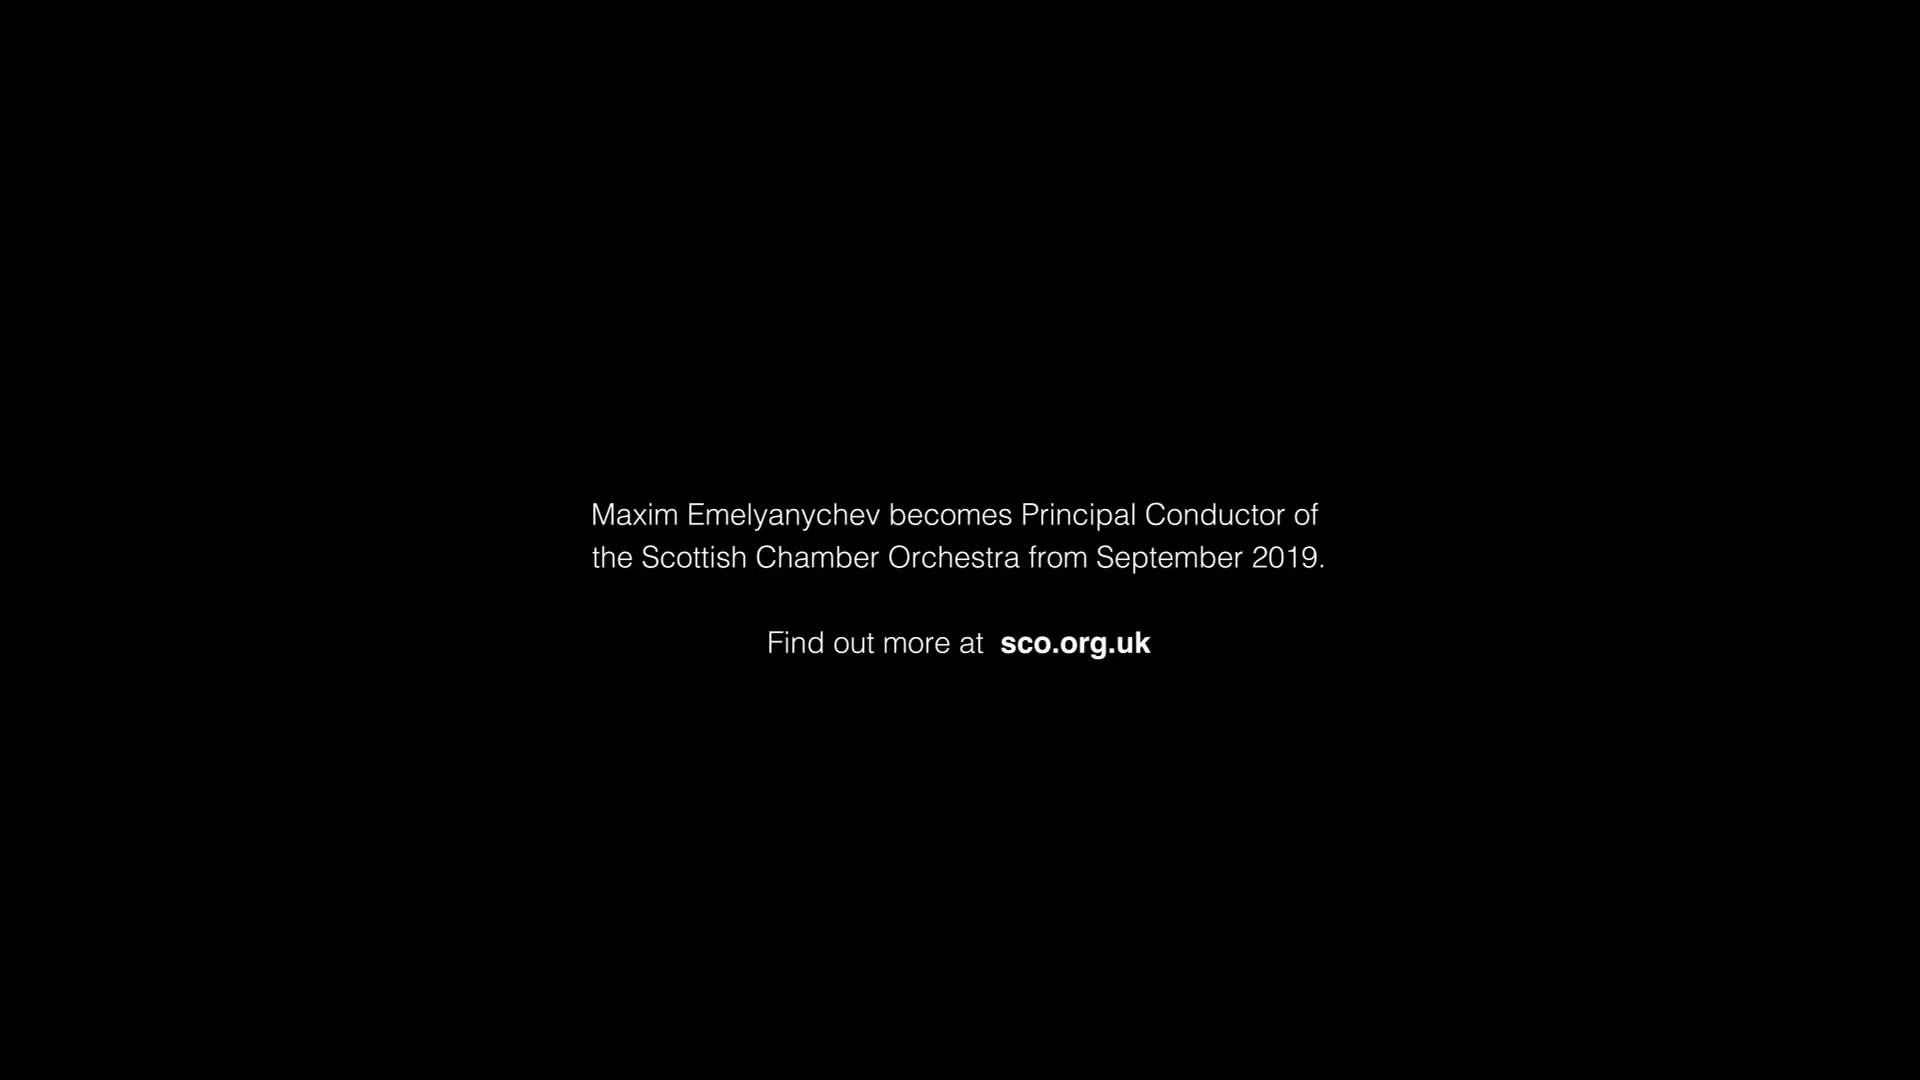 Maxim Emelyanychev becomes Principal Conductor of
the Scottish Chamber Orchestra from September 2019.
Find out more at sco.org.uk